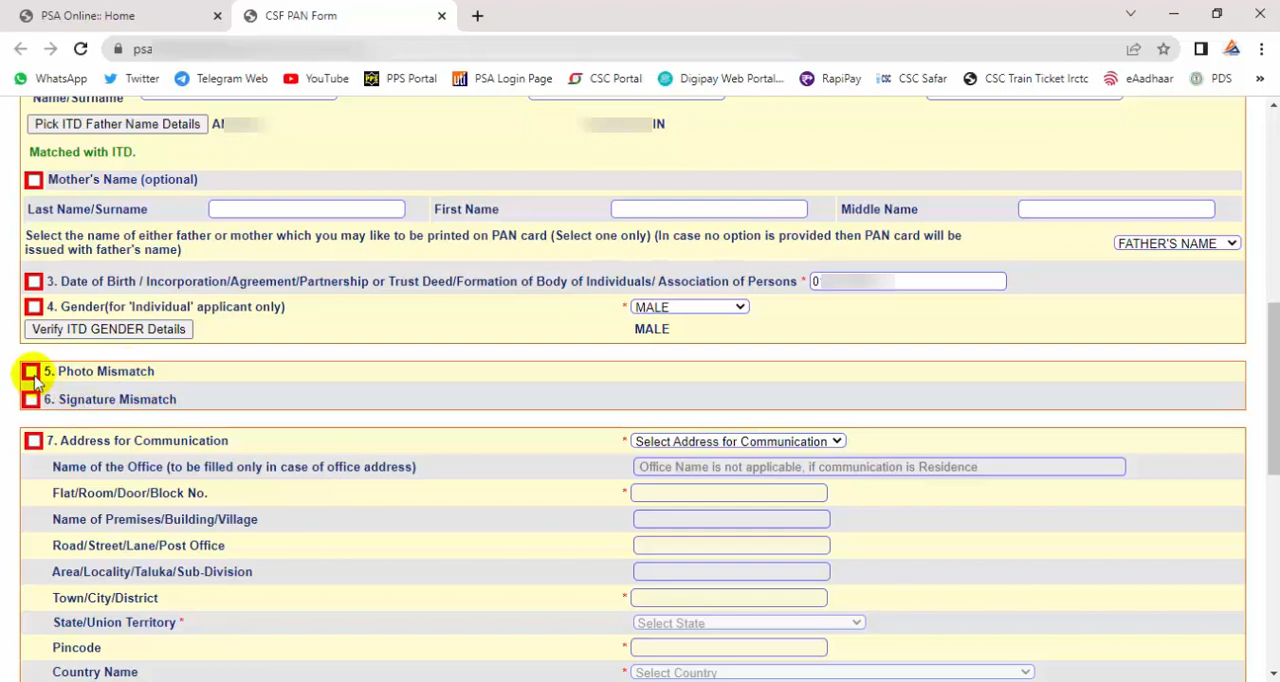 PSA Online:: Home
CSF PAN Form
psa
WhatsApp Twitter Telegram Web YouTube PPS Portal PSA Login Page CSC Portal Digipay Web Portal... RapiPay CSC Safar CSC Train Ticket Irctc eAadhaar PDS »
Name/Surname
Pick ITD Father Name Details IN
Matched with ITD.
Mother's Name (optional)
Last Name/Surname First Name Middle Name
Select the name of either father or mother which you may like to be printed on PAN card (Select one only) (In case no option is provided then PAN card will be
issued with father's name) FATHER'S NAME
3. Date of Birth / Incorporation/Agreement/Partnership or Trust Deed/Formation of Body of Individuals/ Association of Persons * 0
4. Gender(for 'Individual' applicant only) * MALE
Verify ITD GENDER Details MALE
5. Photo Mismatch
6. Signature Mismatch
7. Address for Communication * Select Address for Communication
Name of the Office (to be filled only in case of office address) Office Name is not applicable, if communication is Residence
Flat/Room/Door/Block No. *
Name of Premises/Building/Village
Road/Street/Lane/Post Office
Area/Locality/Taluka/Sub-Division
Town/City/District *
State/Union Territory * Select State
Pincode *
Country Name * Select Country